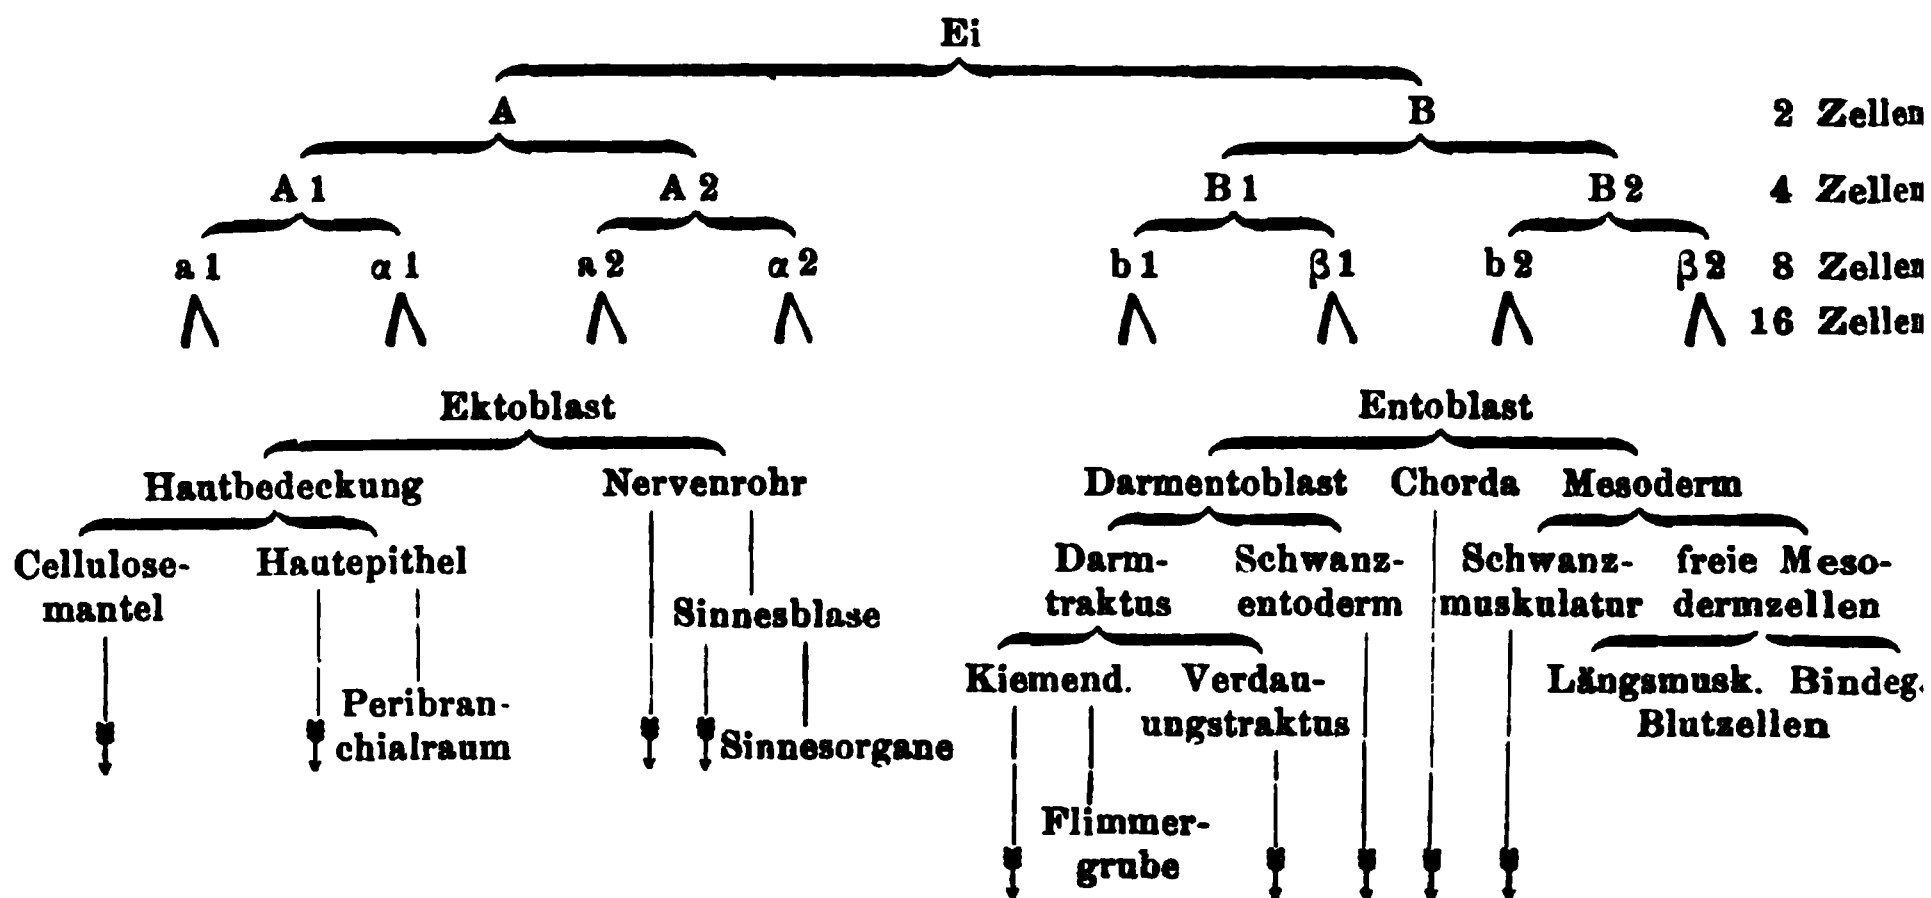 Ei
A B 2 Zellen
A 1 A 2 B 1 B 2 4 Zellen
a 1 α 1 a 2 α 2 b 1 β 1 b 2 β 2 8 Zellen
16 Zellen
Ektoblast Entoblast
Hautbedeckung Nervenrohr Darmentoblast Chorda Mesoderm
Cellulose- Hautepithel Darm- Schwanz- Schwanz- freie Meso-
mantel Sinnesblase traktus entoderm muskulatur dermzellen
Kiemend. Verdau- Längsmusk. Bindeg.
Peribran- ungstraktus Blutzellen
chialraum Sinnesorgane
Flimmer-
grube